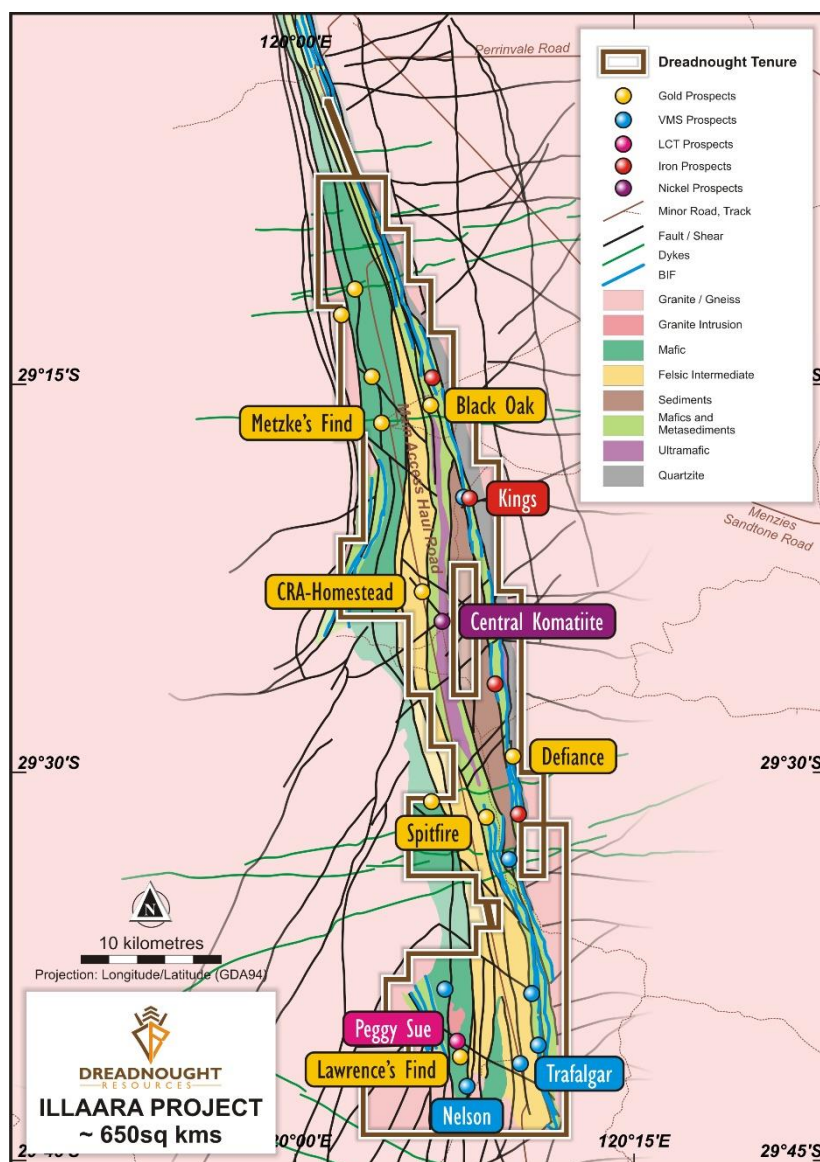 120°00'E
Perrinvale Road
Dreadnought Tenure
Gold Prospects
VMS Prospects
LCT Prospects
Iron Prospects
Nickel Prospects
Minor Road, Track
Fault / Shear
Dykes
BIF
Granite / Gneiss
Granite Intrusion
Mafic
Felsic Intermediate
Sediments
Mafics and
Metasediments
Ultramafic
Quartzite
29°15'S
Black Oak
Metzke's Find
Main Access Haul Road
Kings
Menzies
Sandtone Road
CRA-Homestead
Central Komatiite
29°30'S
29°30'S
Defiance
Spitfire
N
10 kilometres
Projection: Longitude/Latitude (GDA94)
Peggy Sue
Lawrence's Find
Trafalgar
Nelson
DREADNOUGHT
RESOURCES
ILLAARA PROJECT
~ 650sq kms
120°15'E
29°45'S